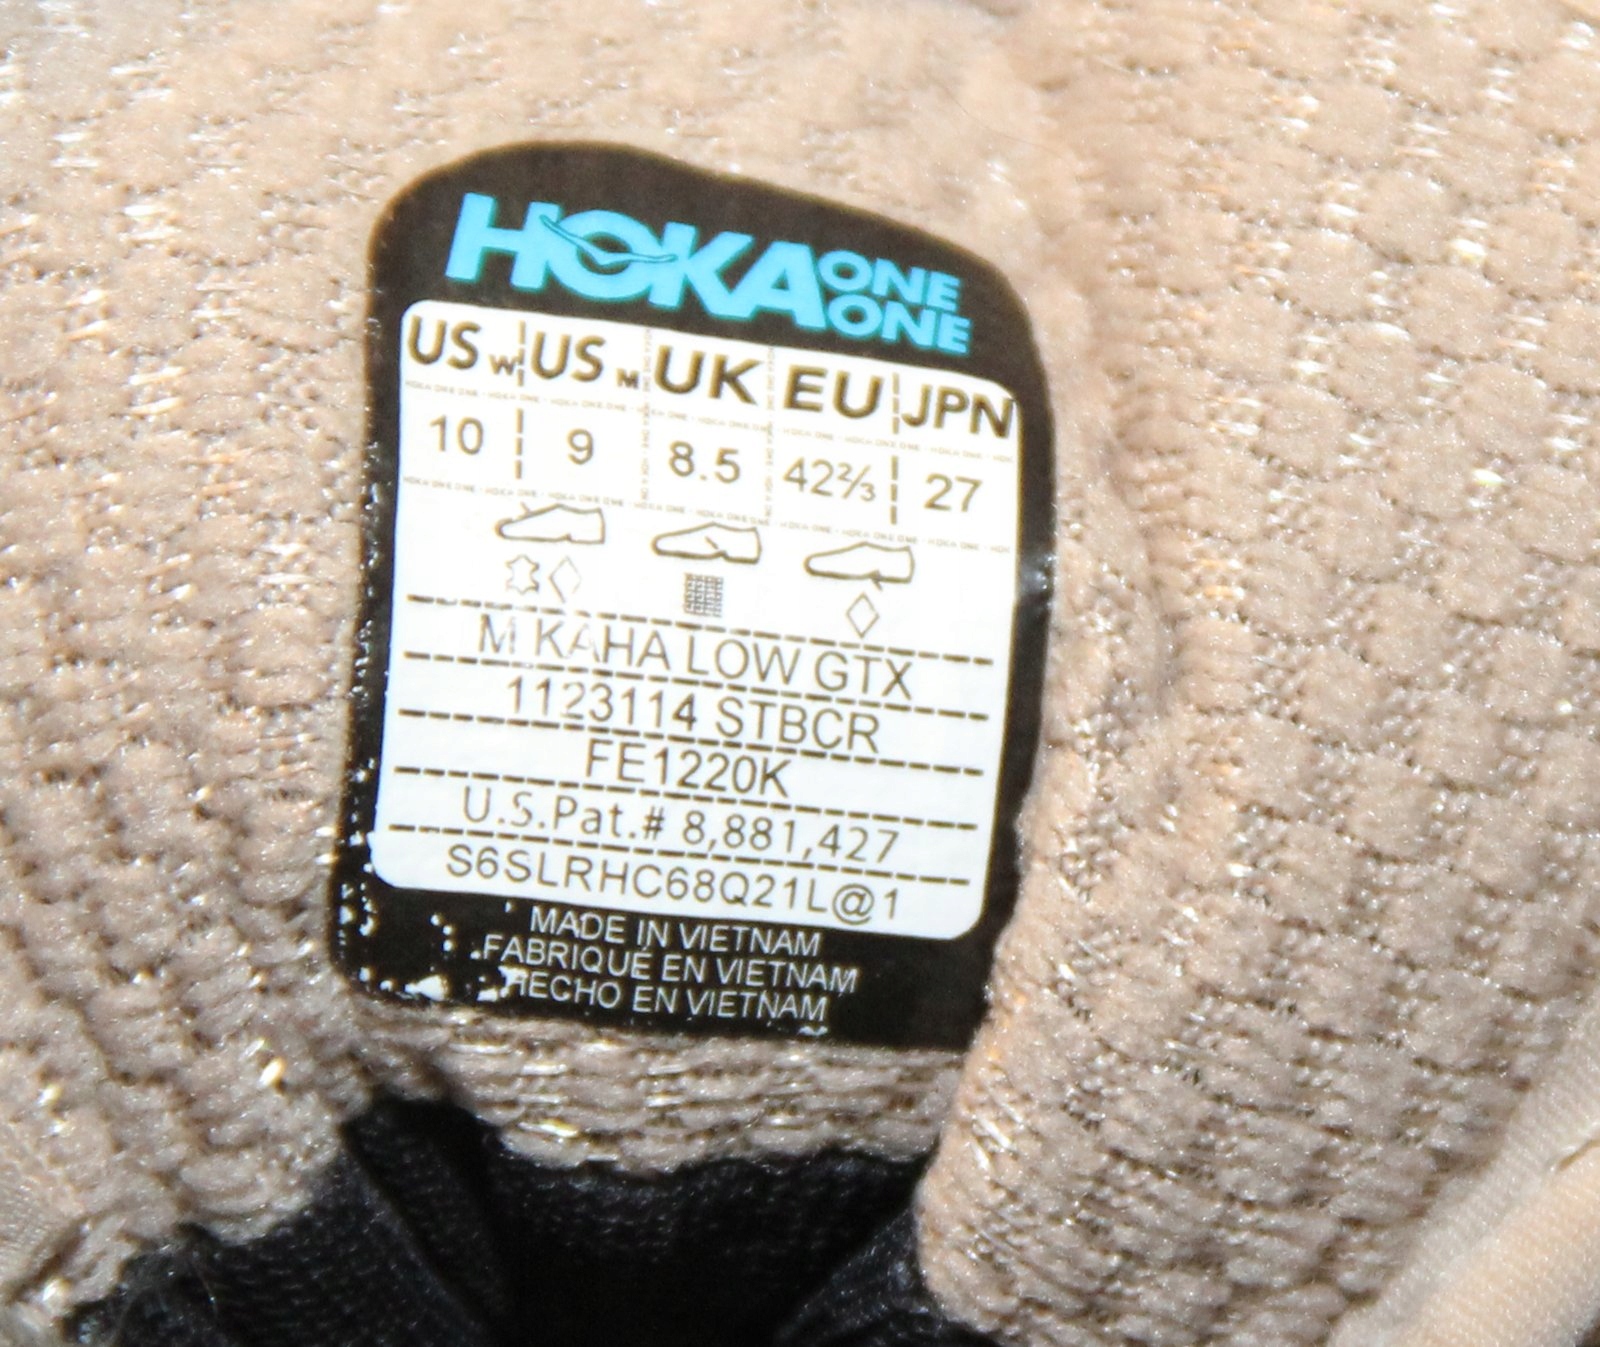 HOKA ONE ONE
US W US M UK EU JPN
10 9 8.5 42⅔ 27
M KAHA LOW GTX
1123114 STBCR
FE1220K
U.S.Pat.# 8,881,427
S6SLRHC68Q21L@1
MADE IN VIETNAM
FABRIQUÉ EN VIETNAM
HECHO EN VIETNAM